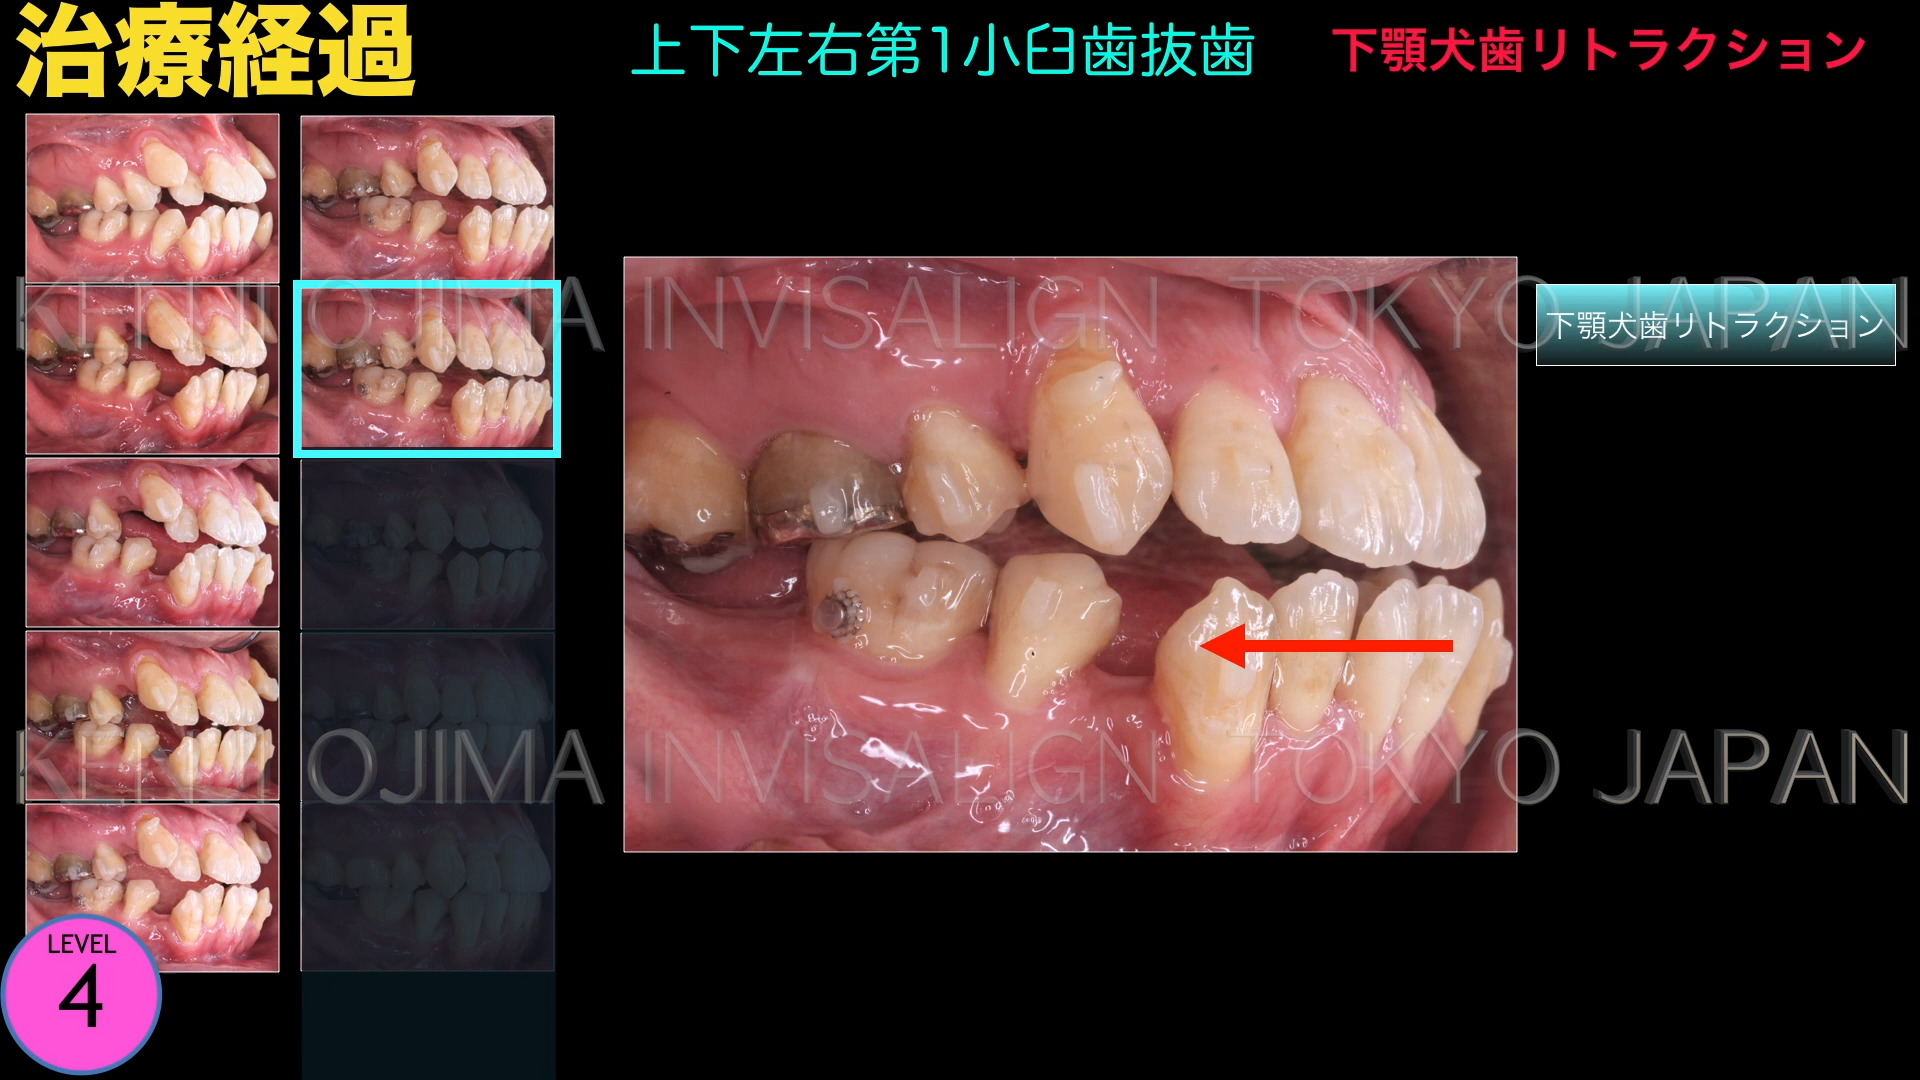 治療経過
上下左右第1小臼歯抜歯
下顎犬歯リトラクション
KENJI OJIMA INVISALIGN TOKYO JAPAN
下顎犬歯リトラクション
KENJI OJIMA INVISALIGN TOKYO JAPAN
LEVEL
4